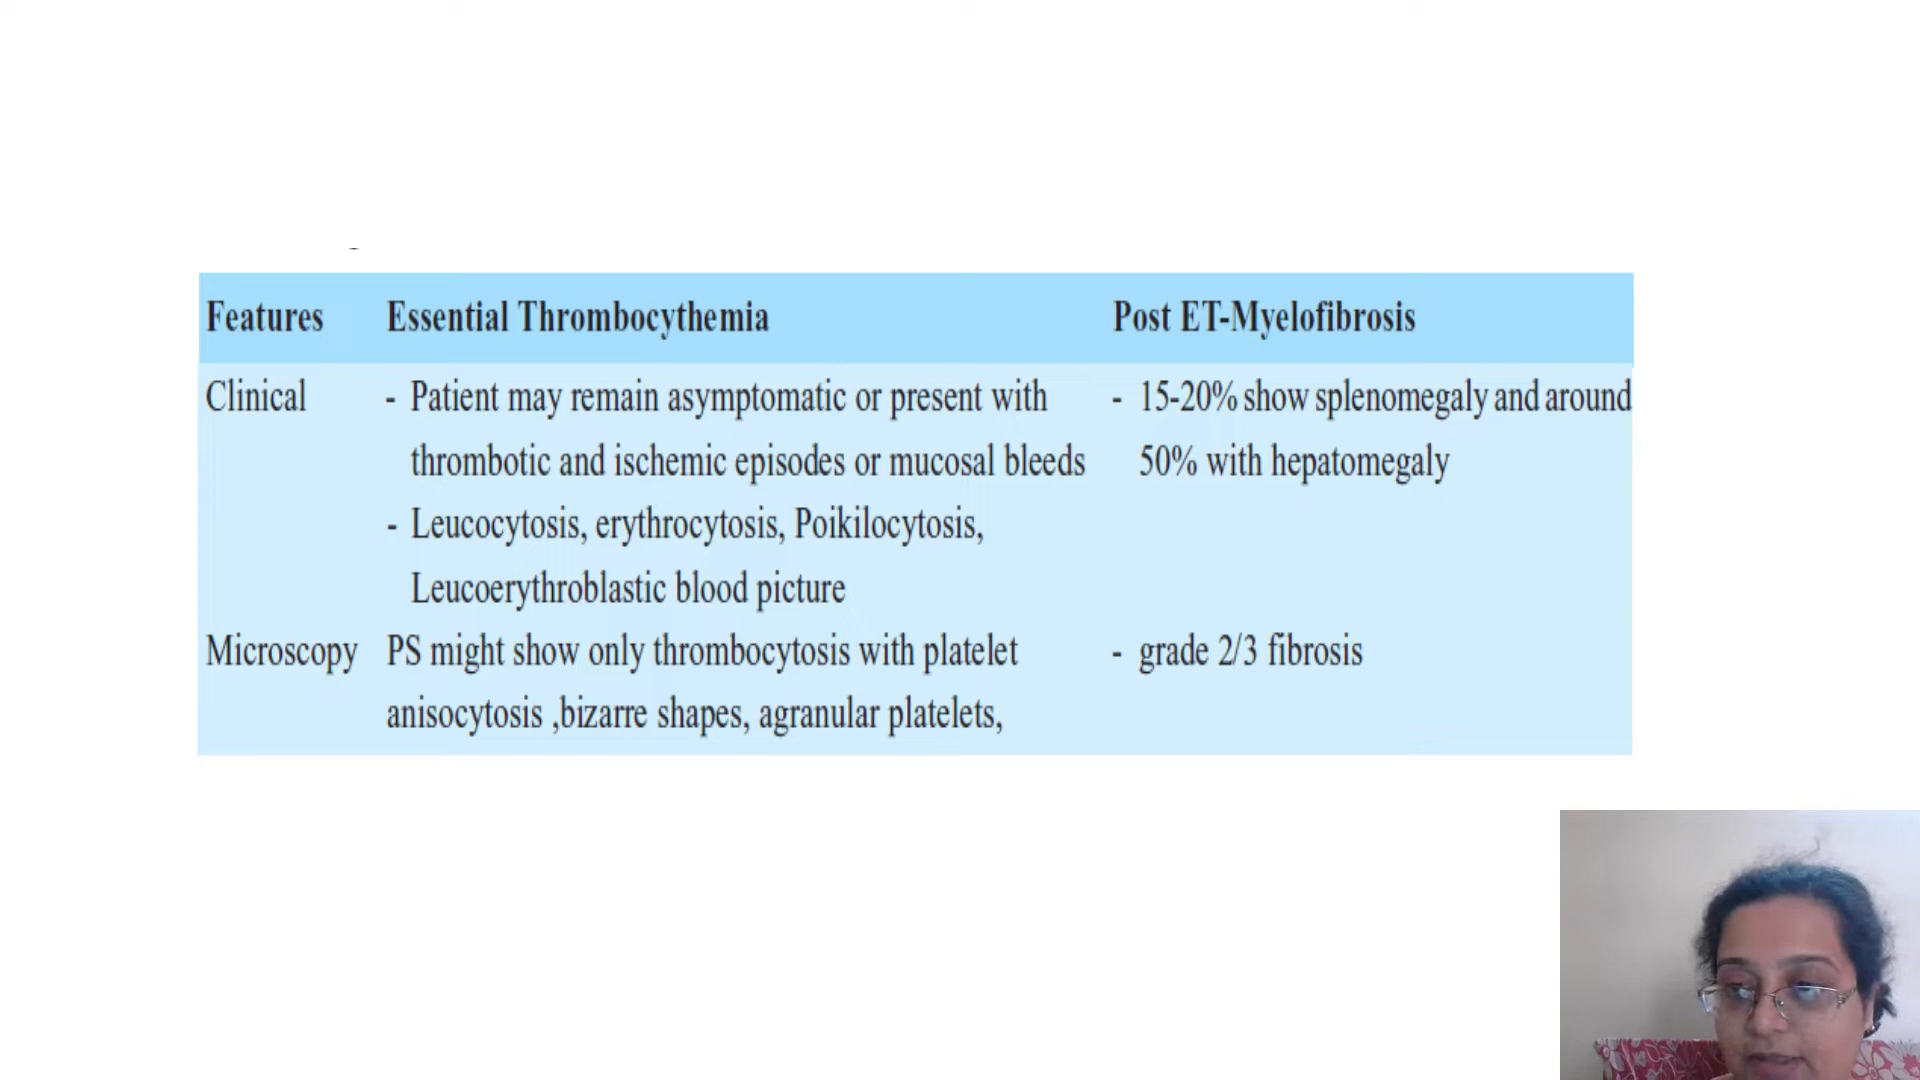 Features Essential Thrombocythemia Post ET-Myelofibrosis
Clinical - Patient may remain asymptomatic or present with - 15-20% show splenomegaly and around
thrombotic and ischemic episodes or mucosal bleeds 50% with hepatomegaly
- Leucocytosis, erythrocytosis, Poikilocytosis,
Leucoerythroblastic blood picture
Microscopy PS might show only thrombocytosis with platelet - grade 2/3 fibrosis
anisocytosis ,bizarre shapes, agranular platelets,